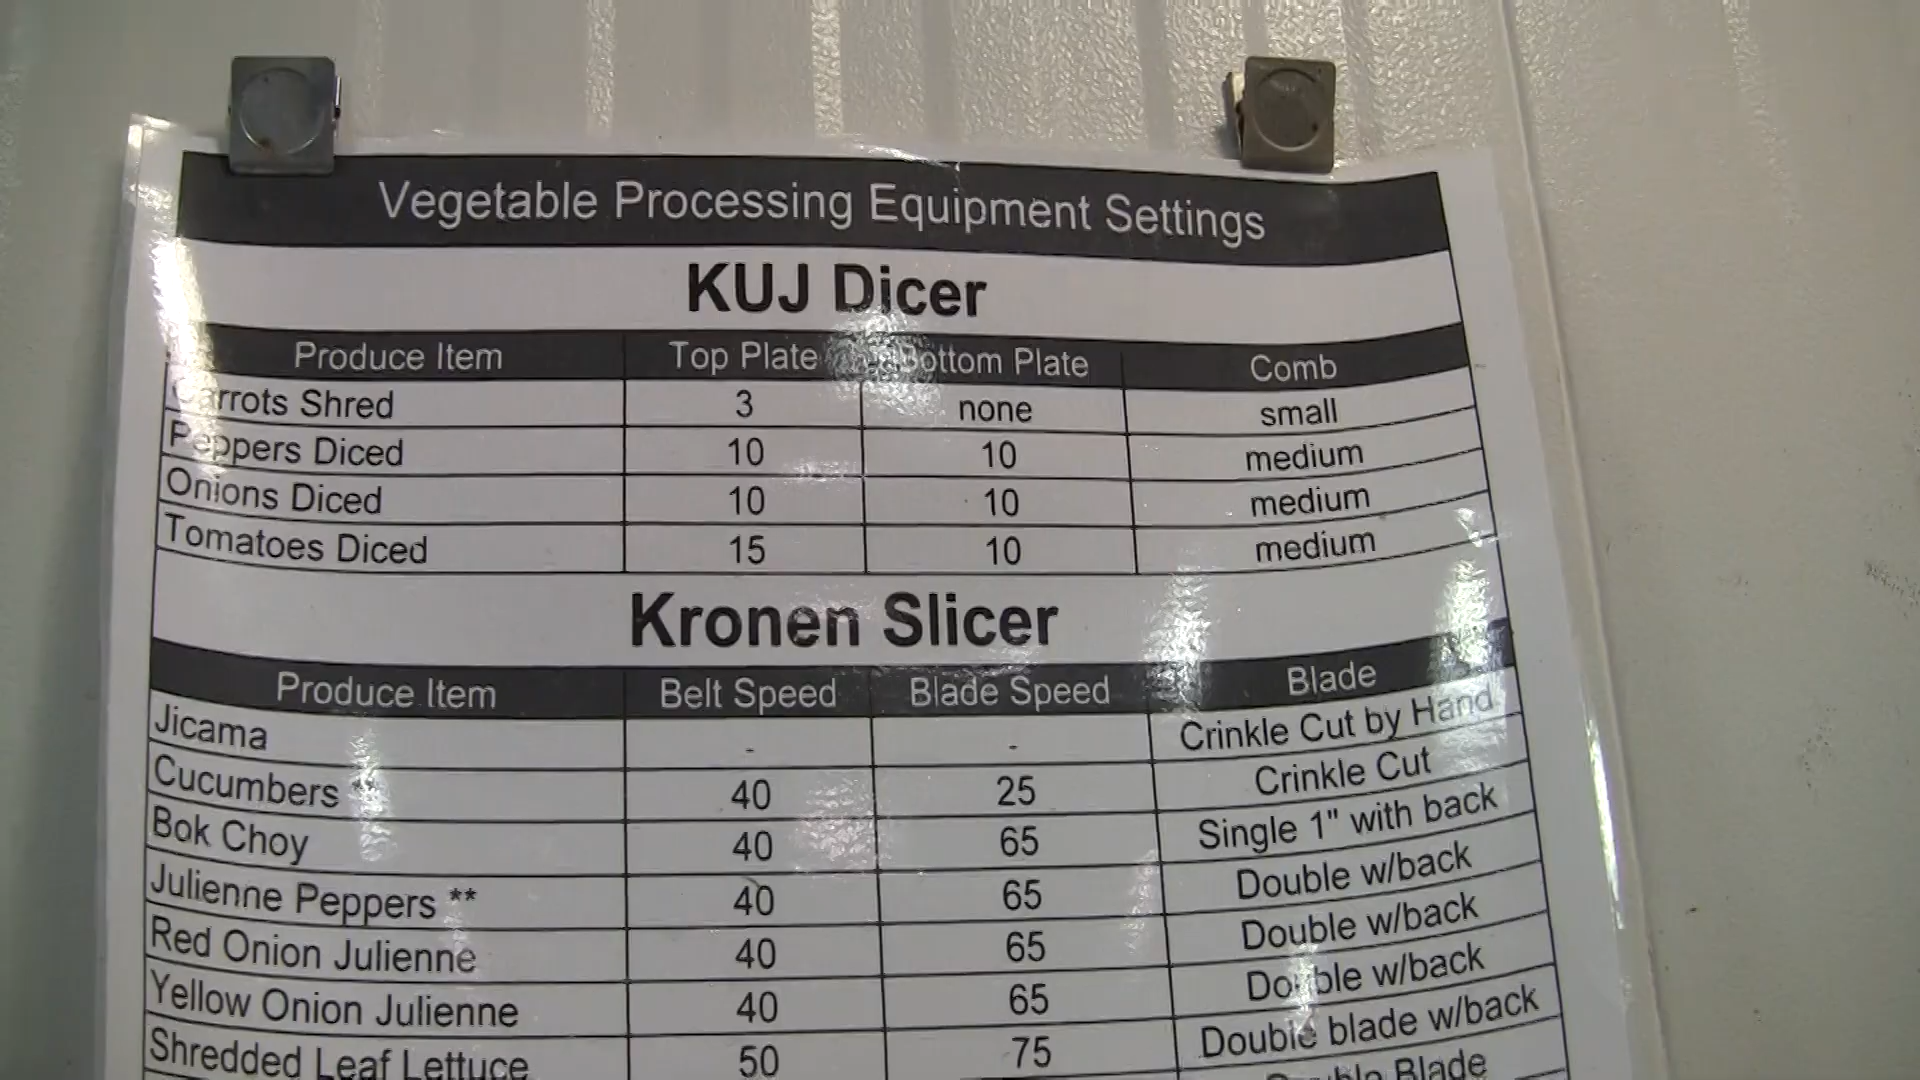 Vegetable Processing Equipment Settings
KUJ Dicer
Produce Item Top Plate Bottom Plate Comb
Carrots Shred 3 none small
Peppers Diced 10 10 medium
Onions Diced 10 10 medium
Tomatoes Diced 15 10 medium
Kronen Slicer
Produce Item Belt Speed Blade Speed Blade
Jicama - - Crinkle Cut by Hand
Cucumbers 40 25 Crinkle Cut
Bok Choy 40 65 Single 1" with back
Julienne Peppers ** 40 65 Double w/back
Red Onion Julienne 40 65 Double w/back
Yellow Onion Julienne 40 65 Double w/back
Shredded Leaf Lettuce 50 75 Double blade w/back
Blade